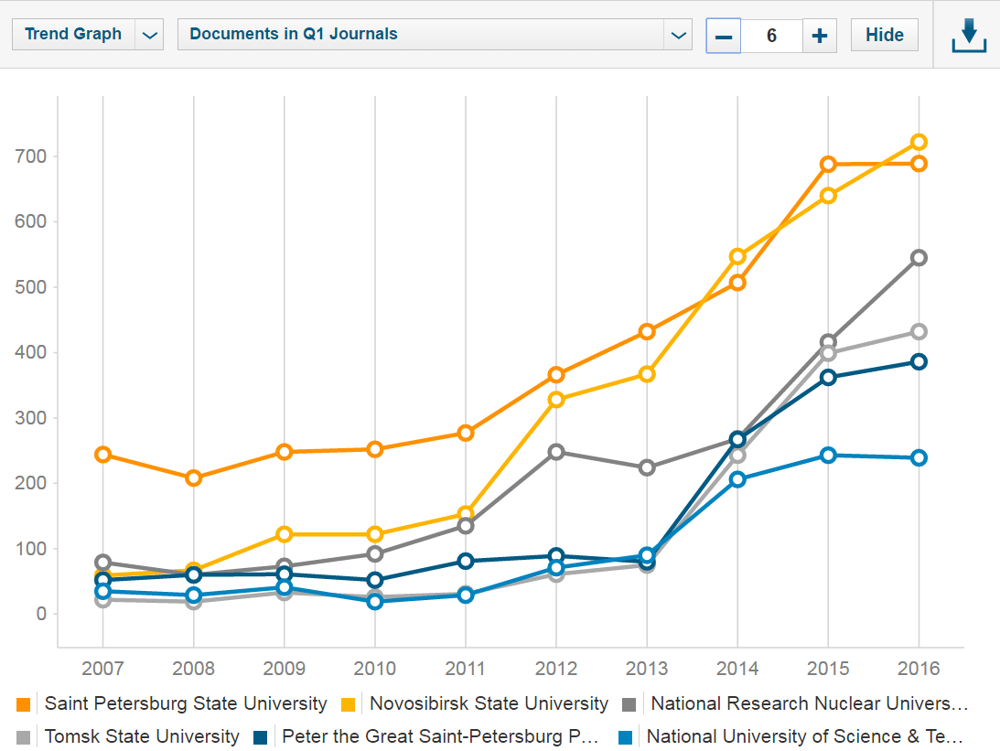 Trend Graph Documents in Q1 Journals 6 Hide
700
600
500
400
300
200
100
0
2007 2008 2009 2010 2011 2012 2013 2014 2015 2016
Saint Petersburg State University Novosibirsk State University National Research Nuclear Univers...
Tomsk State University Peter the Great Saint-Petersburg P... National University of Science & Te...